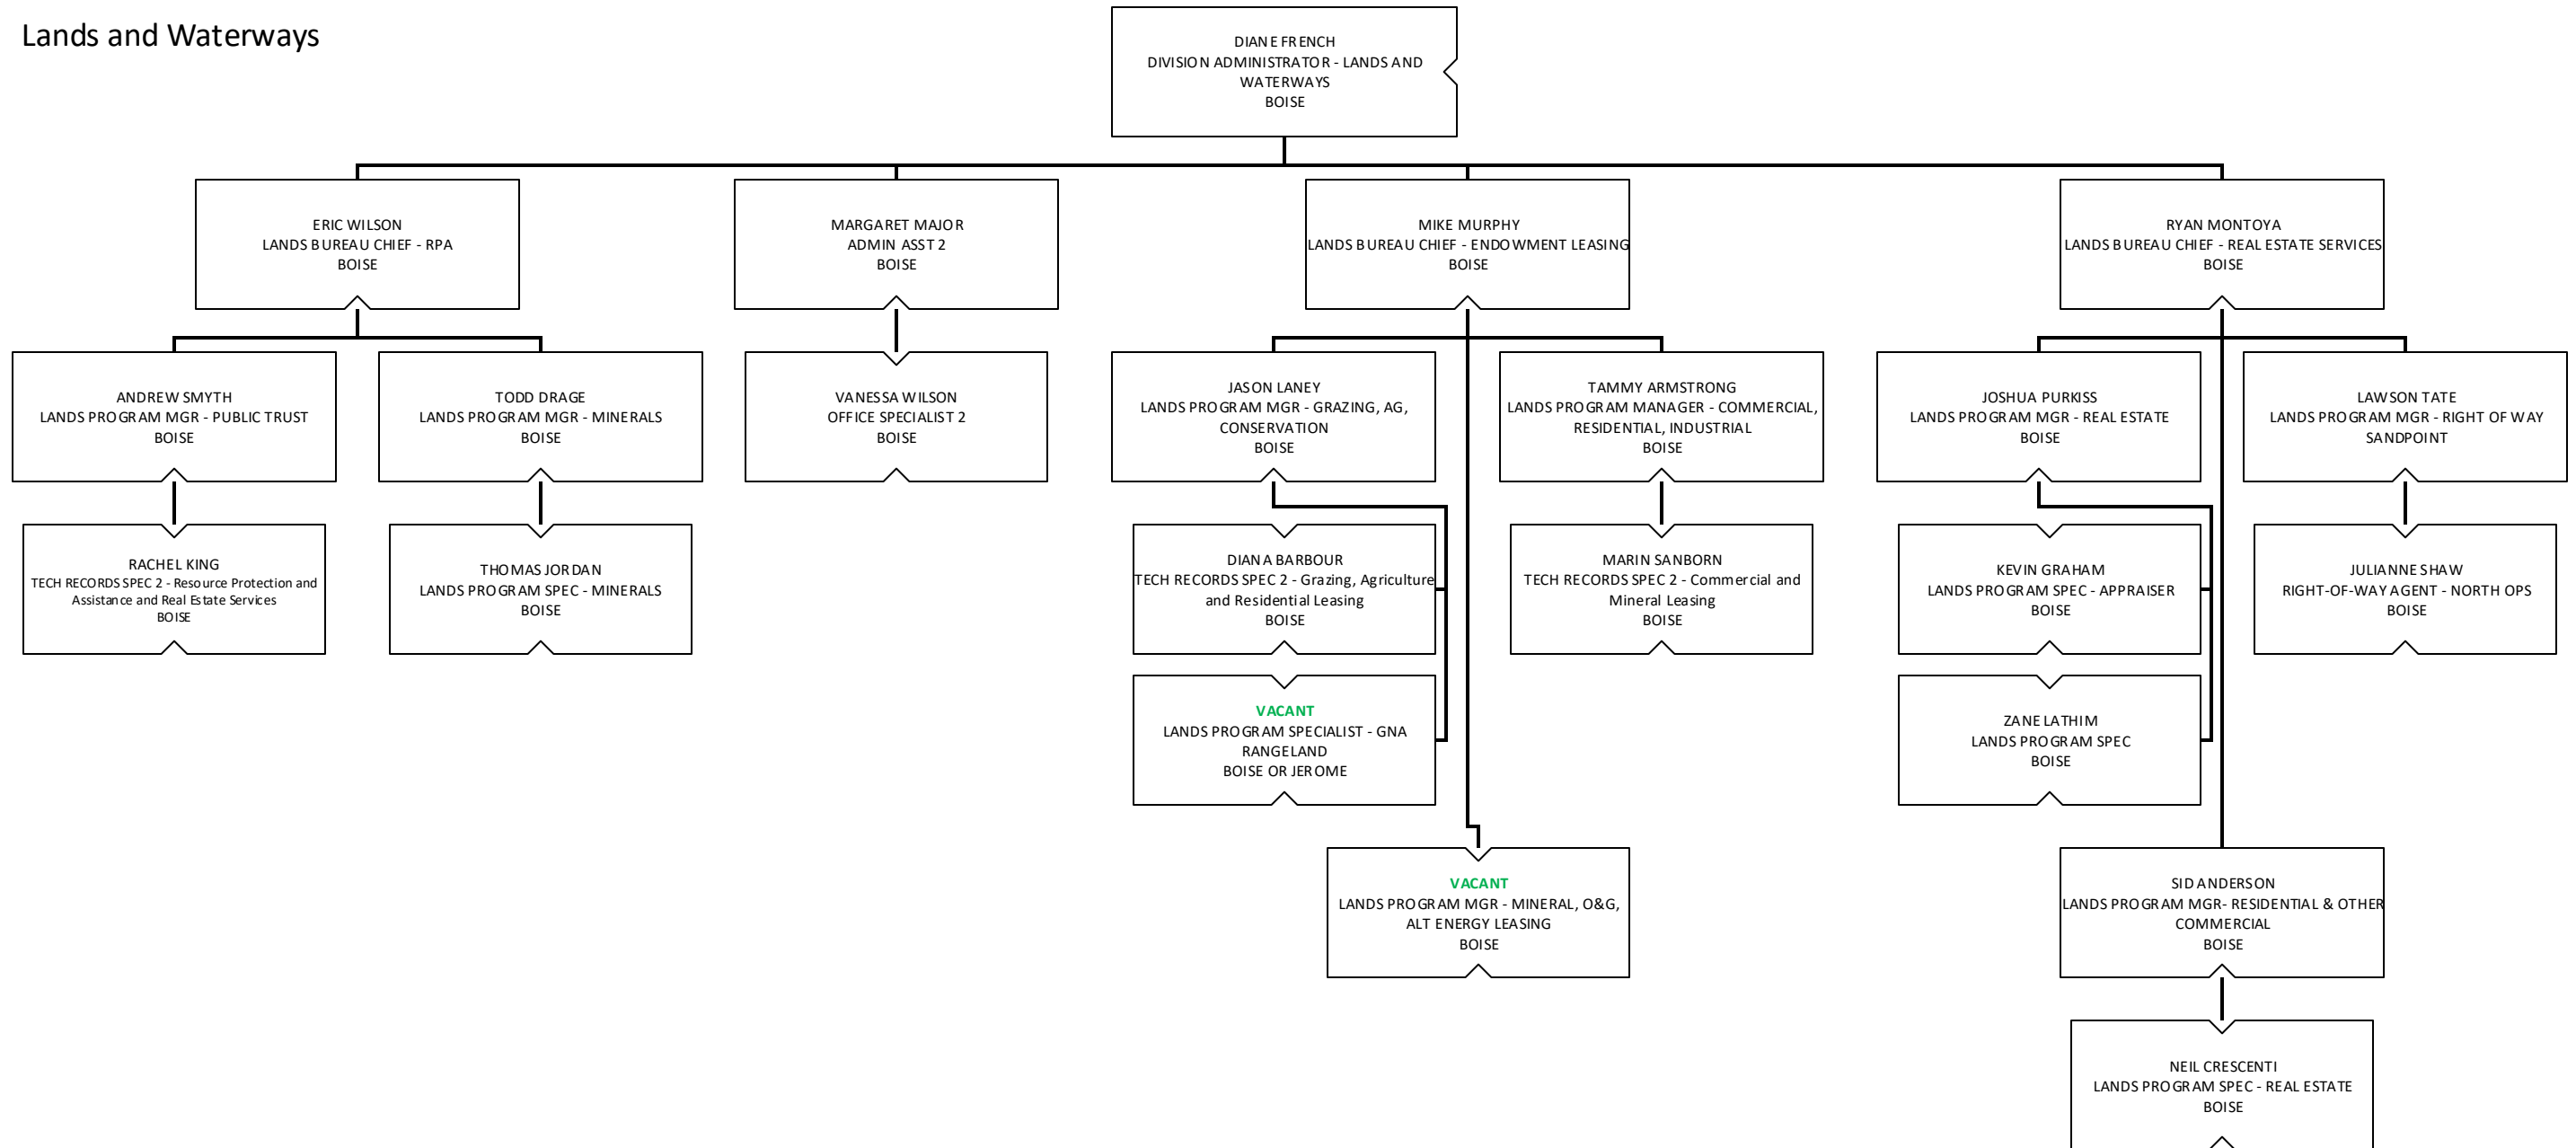 Lands and Waterways
DIANE FRENCH
DIVISION ADMINISTRATOR - LANDS AND
WATERWAYS
BOISE
ERIC WILSON
LANDS BUREAU CHIEF - RPA
BOISE
MARGARET MAJOR
ADMIN ASST 2
BOISE
MIKE MURPHY
LANDS BUREAU CHIEF - ENDOWMENT LEASING
BOISE
RYAN MONTOYA
LANDS BUREAU CHIEF - REAL ESTATE SERVICES
BOISE
ANDREW SMYTH
LANDS PROGRAM MGR - PUBLIC TRUST
BOISE
TODD DRAGE
LANDS PROGRAM MGR - MINERALS
BOISE
VANESSA WILSON
OFFICE SPECIALIST 2
BOISE
JASON LANEY
LANDS PROGRAM MGR - GRAZING, AG,
CONSERVATION
BOISE
TAMMY ARMSTRONG
LANDS PROGRAM MANAGER - COMMERCIAL,
RESIDENTIAL, INDUSTRIAL
BOISE
JOSHUA PURKISS
LANDS PROGRAM MGR - REAL ESTATE
BOISE
LAWSON TATE
LANDS PROGRAM MGR - RIGHT OF WAY
SANDPOINT
RACHEL KING
TECH RECORDS SPEC 2 - Resource Protection and
Assistance and Real Estate Services
BOISE
THOMAS JORDAN
LANDS PROGRAM SPEC - MINERALS
BOISE
DIANA BARBOUR
TECH RECORDS SPEC 2 - Grazing, Agriculture
and Residential Leasing
BOISE
MARIN SANBORN
TECH RECORDS SPEC 2 - Commercial and
Mineral Leasing
BOISE
KEVIN GRAHAM
LANDS PROGRAM SPEC - APPRAISER
BOISE
JULIANNE SHAW
RIGHT-OF-WAY AGENT - NORTH OPS
BOISE
VACANT
LANDS PROGRAM SPECIALIST - GNA
RANGELAND
BOISE OR JEROME
ZANE LATHIM
LANDS PROGRAM SPEC
BOISE
VACANT
LANDS PROGRAM MGR - MINERAL, O&G,
ALT ENERGY LEASING
BOISE
SID ANDERSON
LANDS PROGRAM MGR- RESIDENTIAL & OTHER
COMMERCIAL
BOISE
NEIL CRESCENTI
LANDS PROGRAM SPEC - REAL ESTATE
BOISE